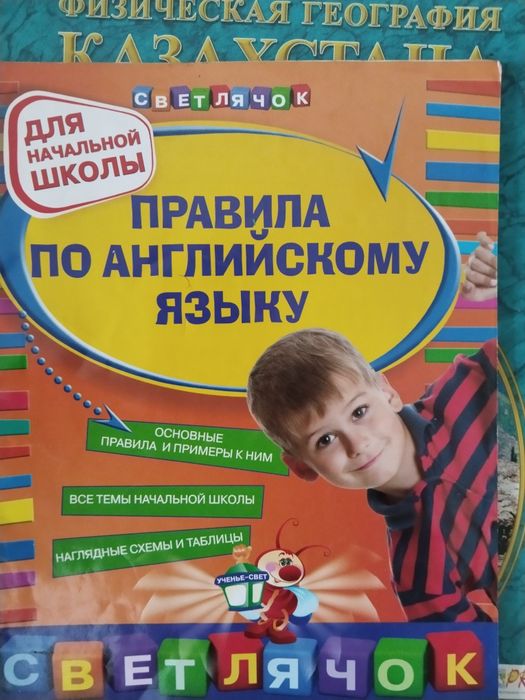 ФИЗИЧЕСКАЯ ГЕОГРАФИЯ
КАЗАХСТАНА
СВЕТЛЯЧОК
ДЛЯ
НАЧАЛЬНОЙ
ШКОЛЫ
ПРАВИЛА
ПО АНГЛИЙСКОМУ
ЯЗЫКУ
ОСНОВНЫЕ
ПРАВИЛА И ПРИМЕРЫ К НИМ
ВСЕ ТЕМЫ НАЧАЛЬНОЙ ШКОЛЫ
НАГЛЯДНЫЕ СХЕМЫ И ТАБЛИЦЫ
УЧЕНЬЕ-СВЕТ
СВЕТЛЯЧОК